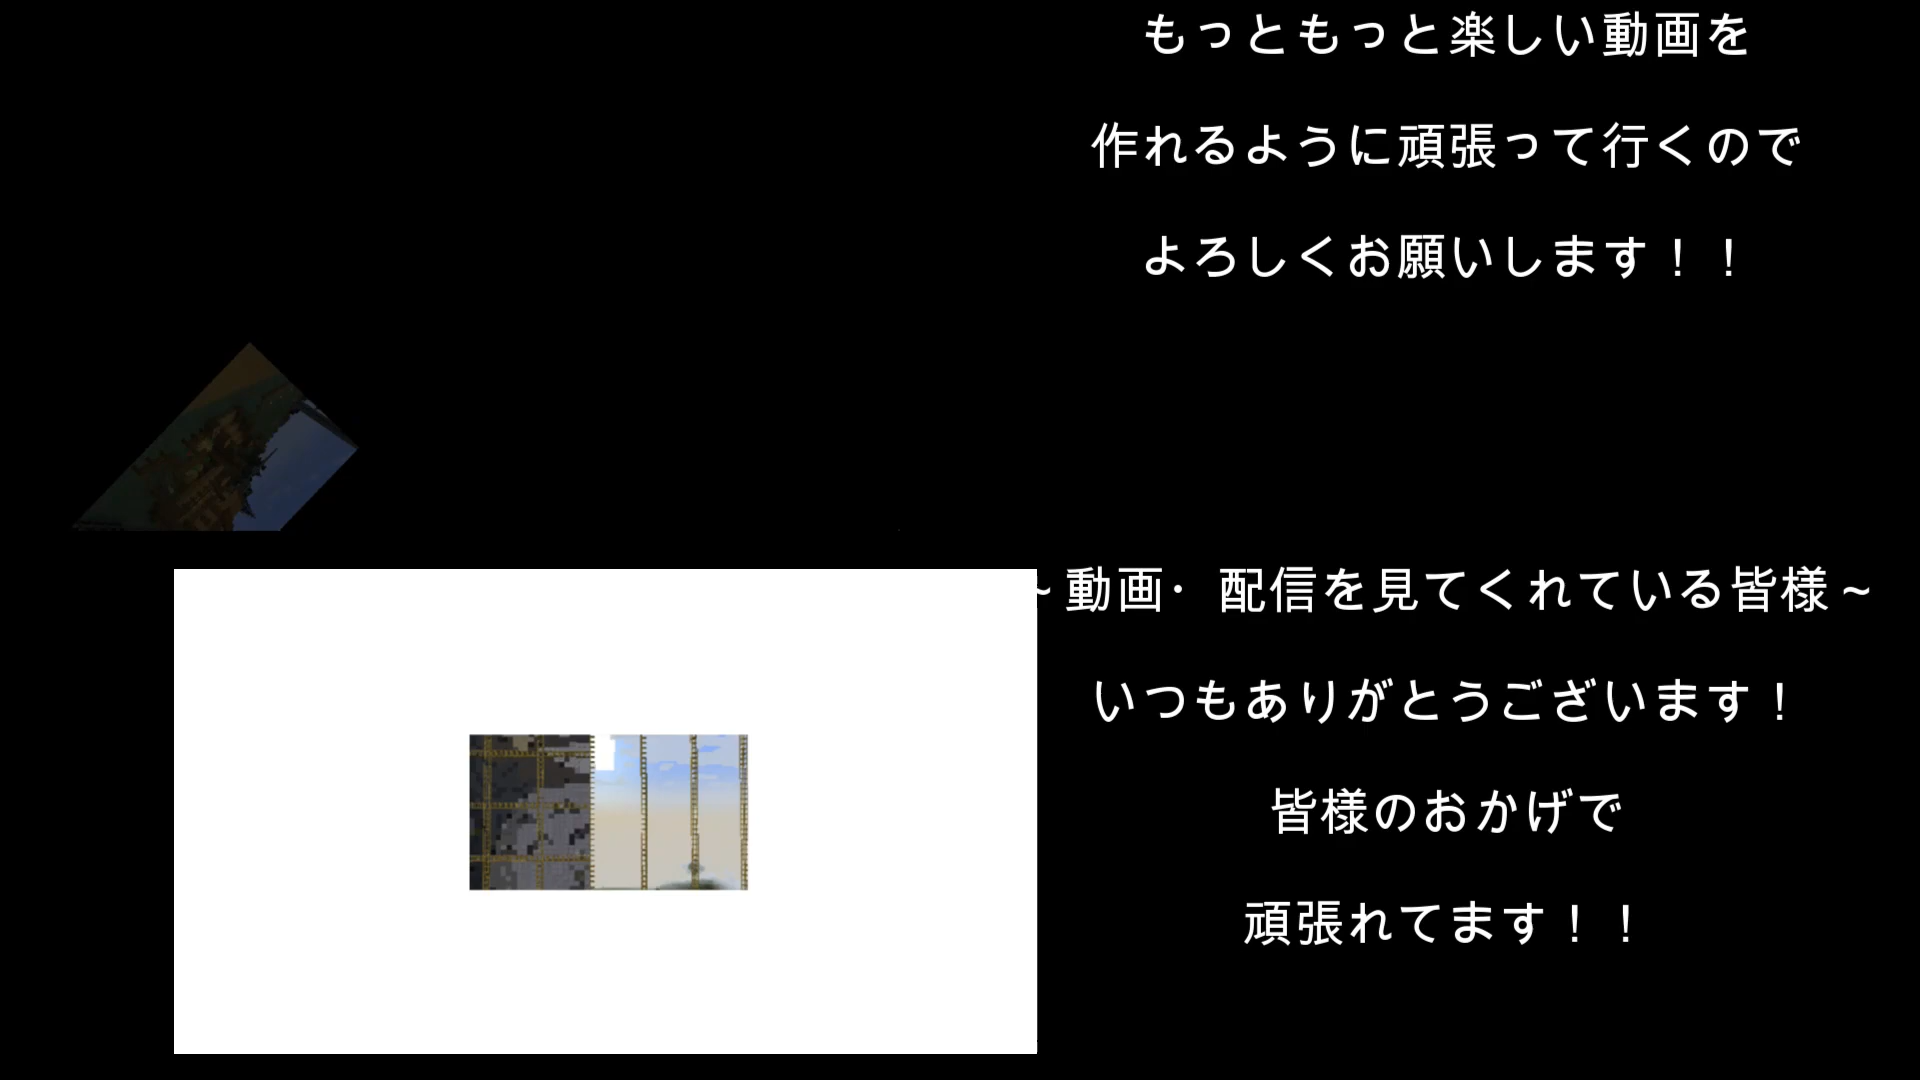 もっともっと楽しい動画を
作れるように頑張って行くので
よろしくお願いします！！
~動画・配信を見てくれている皆様~
いつもありがとうございます！
皆様のおかげで
頑張れてます！！